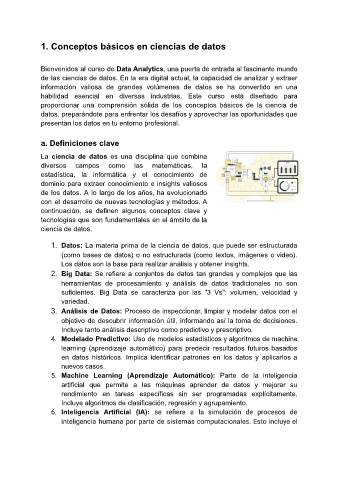 1. Conceptos básicos en ciencias de datos
Bienvenidos al curso de Data Analytics, una puerta de entrada al fascinante mundo
de las ciencias de datos. En la era digital actual, la capacidad de analizar y extraer
información valiosa de grandes volúmenes de datos se ha convertido en una
habilidad esencial en diversas industrias. Este curso está diseñado para
proporcionar una comprensión sólida de los conceptos básicos de la ciencia de
datos, preparándote para enfrentar los desafíos y aprovechar las oportunidades que
presentan los datos en tu entorno profesional.
a. Definiciones clave
La ciencia de datos es una disciplina que combina
diversos campos como las matemáticas, la
estadística, la informática y el conocimiento de
dominio para extraer conocimiento e insights valiosos
de los datos. A lo largo de los años, ha evolucionado
con el desarrollo de nuevas tecnologías y métodos. A
continuación, se definen algunos conceptos clave y
tecnologías que son fundamentales en el ámbito de la
ciencia de datos.
1. Datos: La materia prima de la ciencia de datos, que puede ser estructurada
(como bases de datos) o no estructurada (como textos, imágenes o video).
Los datos son la base para realizar análisis y obtener insights.
2. Big Data: Se refiere a conjuntos de datos tan grandes y complejos que las
herramientas de procesamiento y análisis de datos tradicionales no son
suficientes. Big Data se caracteriza por las "3 Vs": volumen, velocidad y
variedad.
3. Análisis de Datos: Proceso de inspeccionar, limpiar y modelar datos con el
objetivo de descubrir información útil, informando así la toma de decisiones.
Incluye tanto análisis descriptivo como predictivo y prescriptivo.
4. Modelado Predictivo: Uso de modelos estadísticos y algoritmos de machine
learning (aprendizaje automático) para predecir resultados futuros basados
en datos históricos. Implica identificar patrones en los datos y aplicarlos a
nuevos casos.
5. Machine Learning (Aprendizaje Automático): Parte de la inteligencia
artificial que permite a las máquinas aprender de datos y mejorar su
rendimiento en tareas específicas sin ser programadas explícitamente.
Incluye algoritmos de clasificación, regresión y agrupamiento.
6. Inteligencia Artificial (IA): se refiere a la simulación de procesos de
inteligencia humana por parte de sistemas computacionales. Esto incluye el